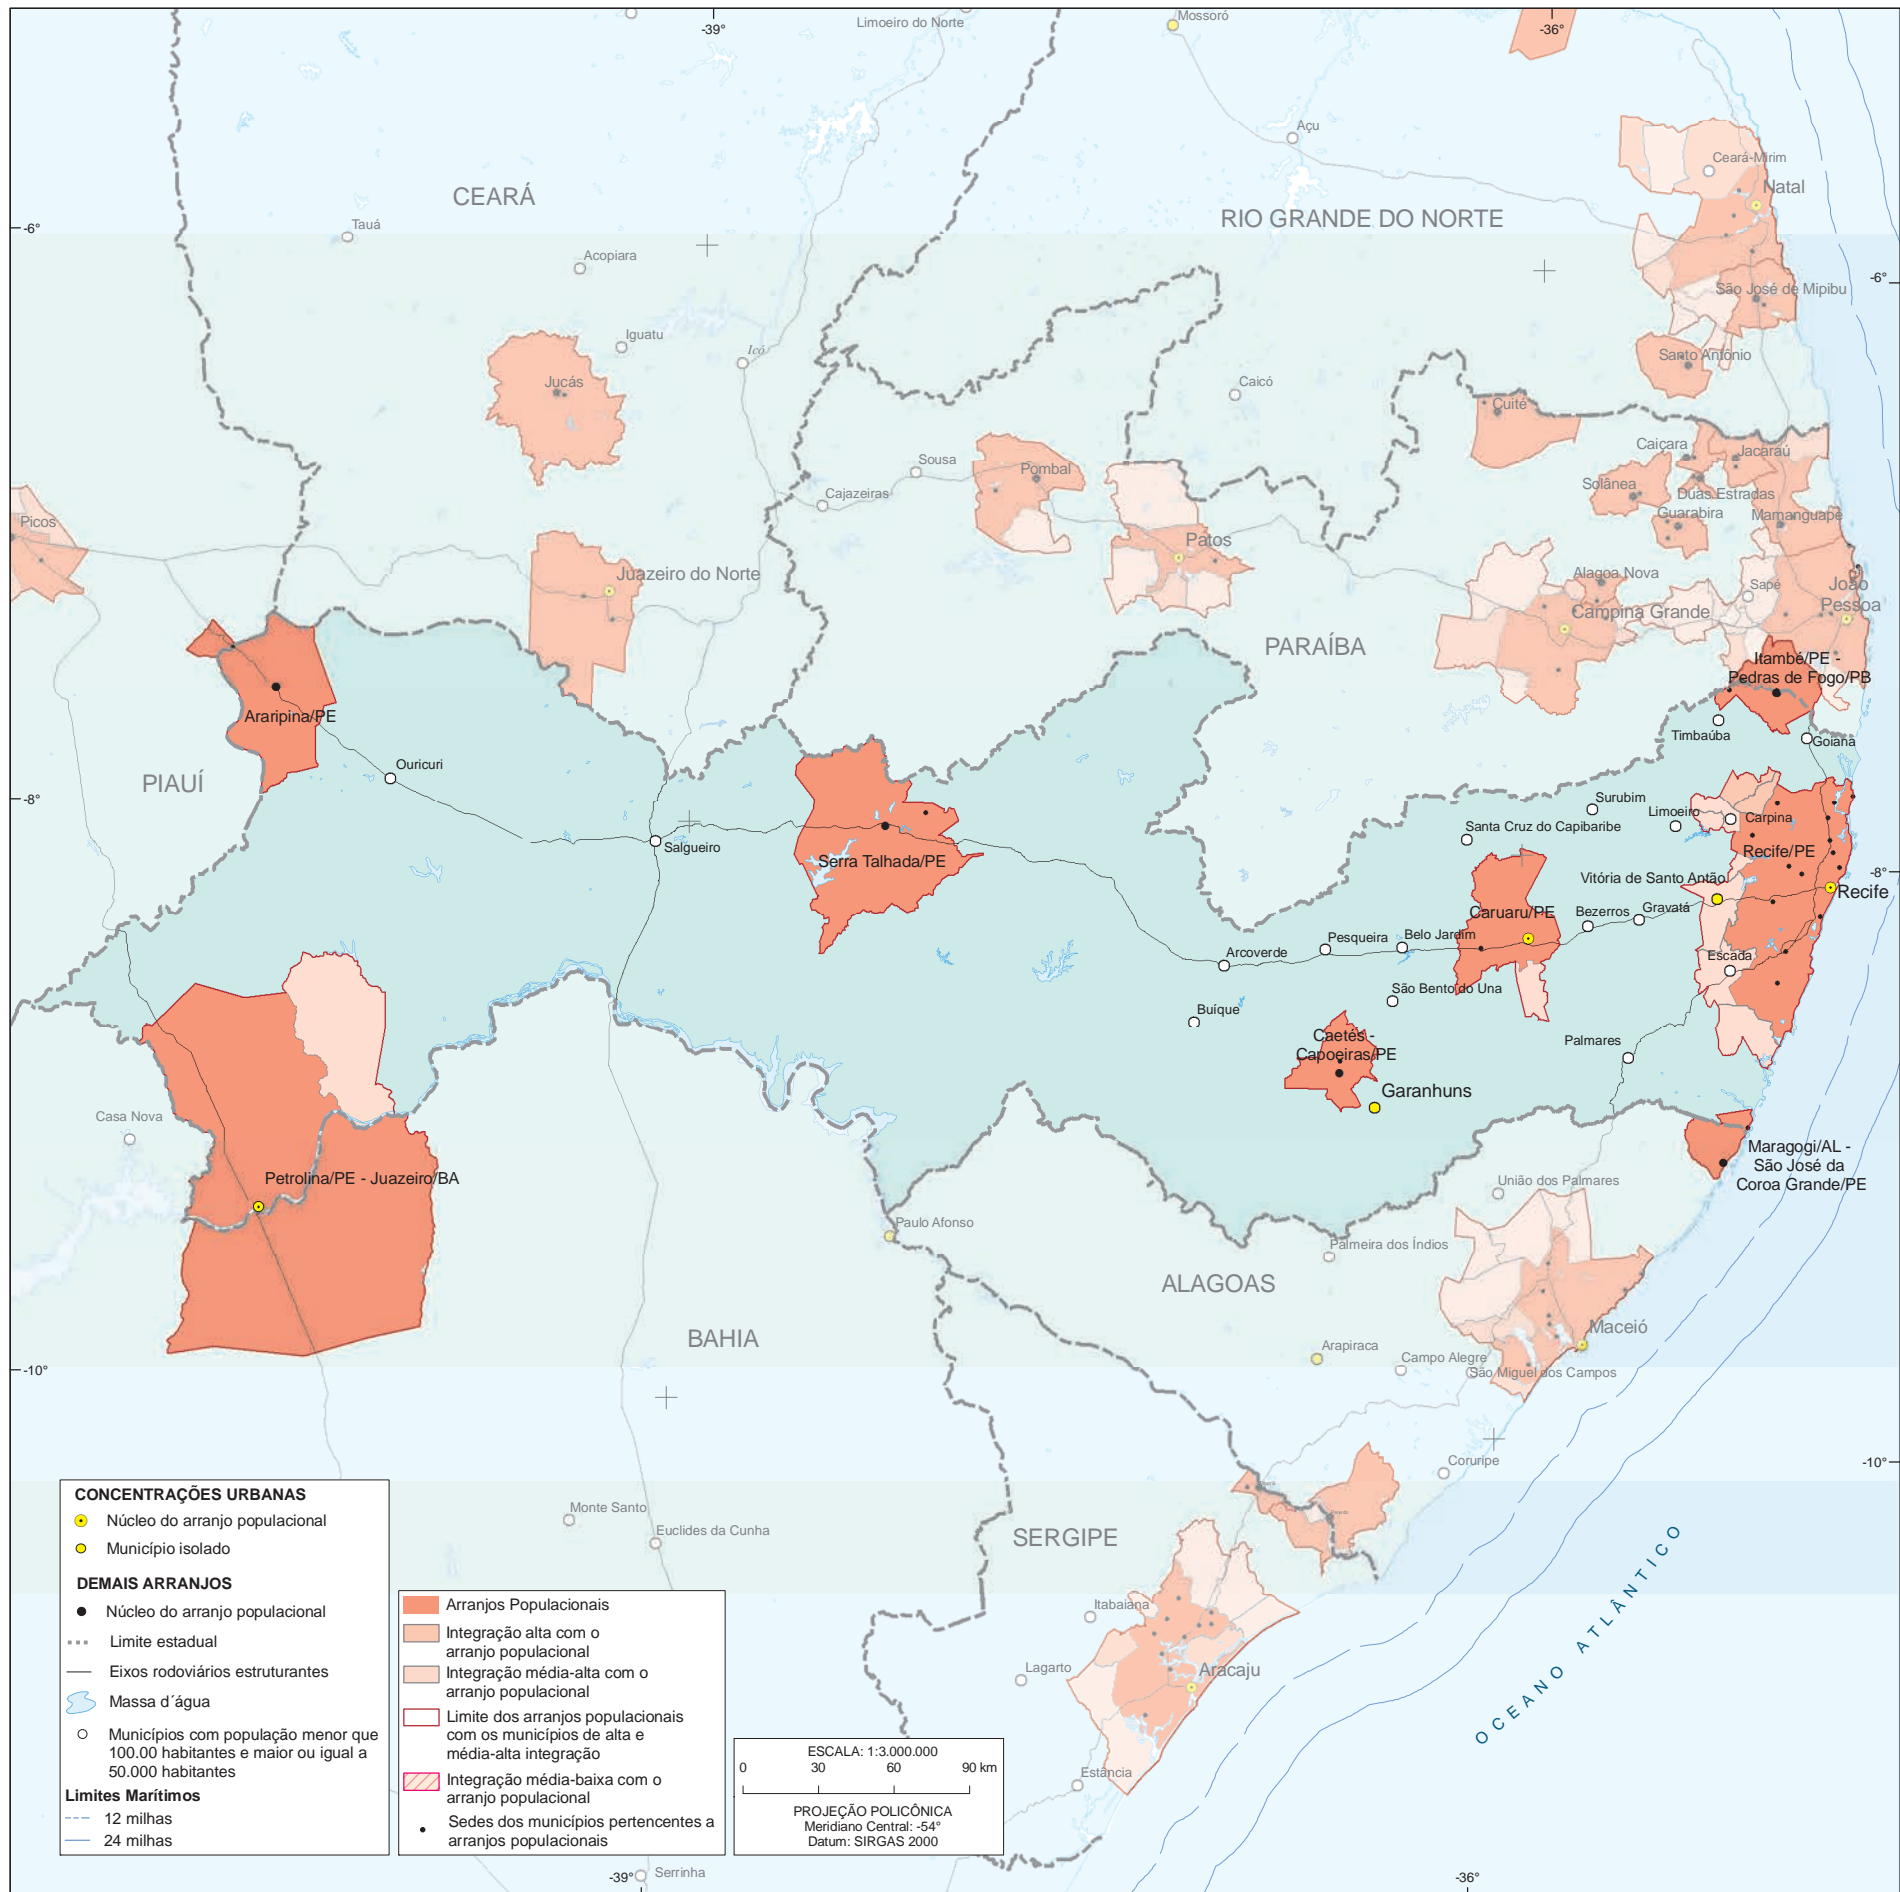 -39°
-36°
Limoeiro do Norte
Mossoró
Açu
Ceará-Mirim
Natal
CEARÁ
RIO GRANDE DO NORTE
Tauá
-6°
Acopiara
-6°
São José de Mipibu
Iguatu
Icó
Santo Antônio
Jucás
Caicó
Cuité
Caiçara
Jacaraú
Sousa
Pombal
Solânea
Duas Estradas
Cajazeiras
Guarabira
Mamanguape
Picos
Patos
Juazeiro do Norte
Alagoa Nova
Sapé
João
Pessoa
Campina Grande
PARAÍBA
Itambé/PE -
Pedras de Fogo/PB
Araripina/PE
Timbaúba
Goiana
Ouricuri
PIAUÍ
-8°
Surubim
Limoeiro
Carpina
Santa Cruz do Capibaribe
Salgueiro
Serra Talhada/PE
Recife/PE
-8°
Vitória de Santo Antão
Recife
Caruaru/PE
Bezerros
Gravatá
Pesqueira
Belo Jardim
Arcoverde
Escada
São Bento do Una
Buíque
Caetés -
Capoeiras/PE
Palmares
Garanhuns
Casa Nova
Maragogi/AL -
São José da
Coroa Grande/PE
Petrolina/PE - Juazeiro/BA
União dos Palmares
Paulo Afonso
Palmeira dos Índios
ALAGOAS
BAHIA
Maceió
Arapiraca
Campo Alegre
São Miguel dos Campos
-10°
-10°
Coruripe
Monte Santo
Euclides da Cunha
SERGIPE
Itabaiana
Lagarto
Aracaju
Estância
Serrinha
OCEANO ATLÂNTICO
-39°
-36°
CONCENTRAÇÕES URBANAS
Núcleo do arranjo populacional
Município isolado
DEMAIS ARRANJOS
Núcleo do arranjo populacional
Limite estadual
Eixos rodoviários estruturantes
Massa d´água
Municípios com população menor que
100.00 habitantes e maior ou igual a
50.000 habitantes
Limites Marítimos
12 milhas
24 milhas
Arranjos Populacionais
Integração alta com o
arranjo populacional
Integração média-alta com o
arranjo populacional
Limite dos arranjos populacionais
com os municípios de alta e
média-alta integração
Integração média-baixa com o
arranjo populacional
Sedes dos municípios pertencentes a
arranjos populacionais
ESCALA: 1:3.000.000
0 30 60 90 km
PROJEÇÃO POLICÔNICA
Meridiano Central: -54°
Datum: SIRGAS 2000